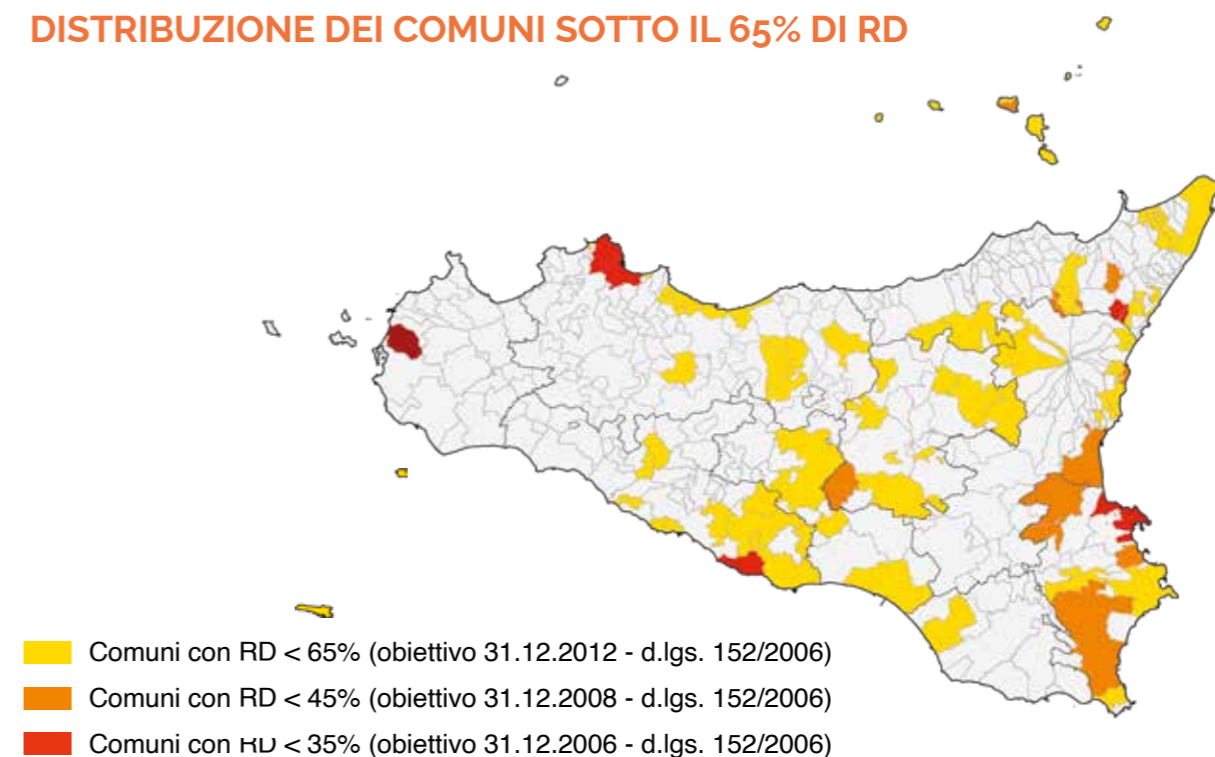 DISTRIBUZIONE DEI COMUNI SOTTO IL 65% DI RD
Comuni con RD < 65% (obiettivo 31.12.2012 - d.lgs. 152/2006)
Comuni con RD < 45% (obiettivo 31.12.2008 - d.lgs. 152/2006)
Comuni con RD < 35% (obiettivo 31.12.2006 - d.lgs. 152/2006)